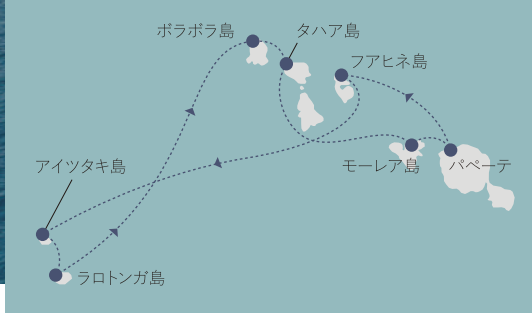 ボラボラ島
タハア島
フアヒネ島
アイツタキ島
モーレア島
パペーテ
ラロトンガ島